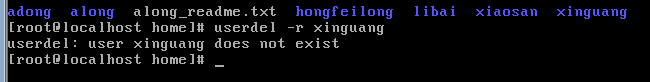 adong along along_readme.txt hongfeilong libai xiaosan xinguang
[root@localhost home]# userdel -r xinguang
userdel: user xinguang does not exist
[root@localhost home]# _